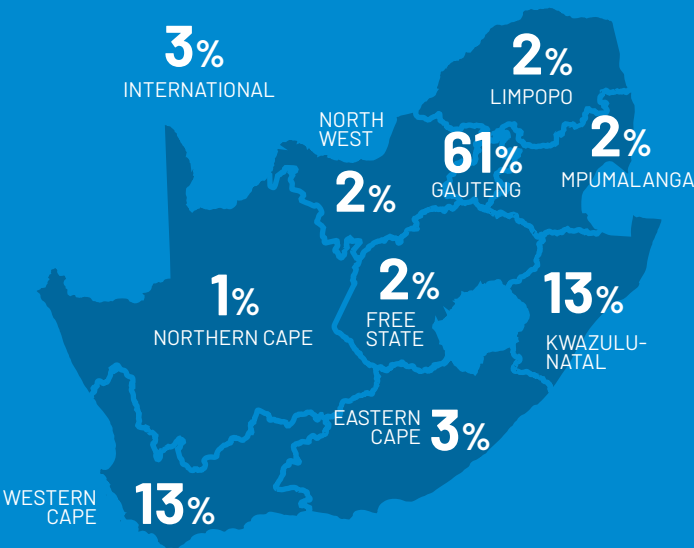 3%
INTERNATIONAL
2%
LIMPOPO
NORTH
WEST
2%
61%
GAUTENG
2%
MPUMALANGA
1%
NORTHERN CAPE
2%
FREE
STATE
13%
KWAZULU-
NATAL
EASTERN
CAPE
3%
WESTERN
CAPE
13%